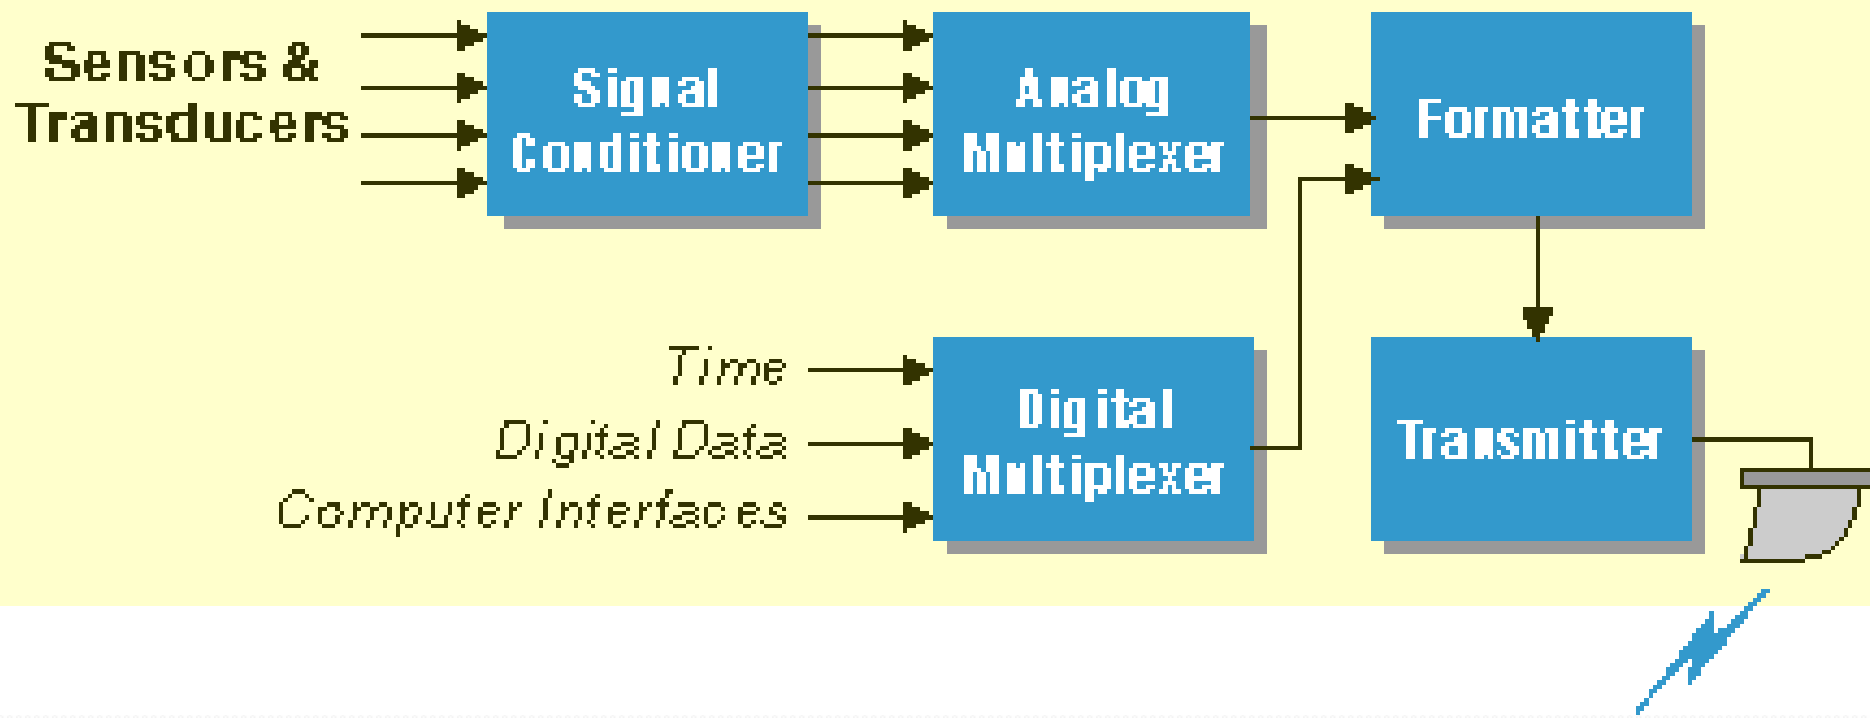 Sensors &
Transducers
Signal
Conditioner
Analog
Multiplexer
Formatter
Time
Digital Data
Computer Interfaces
Digital
Multiplexer
Transmitter